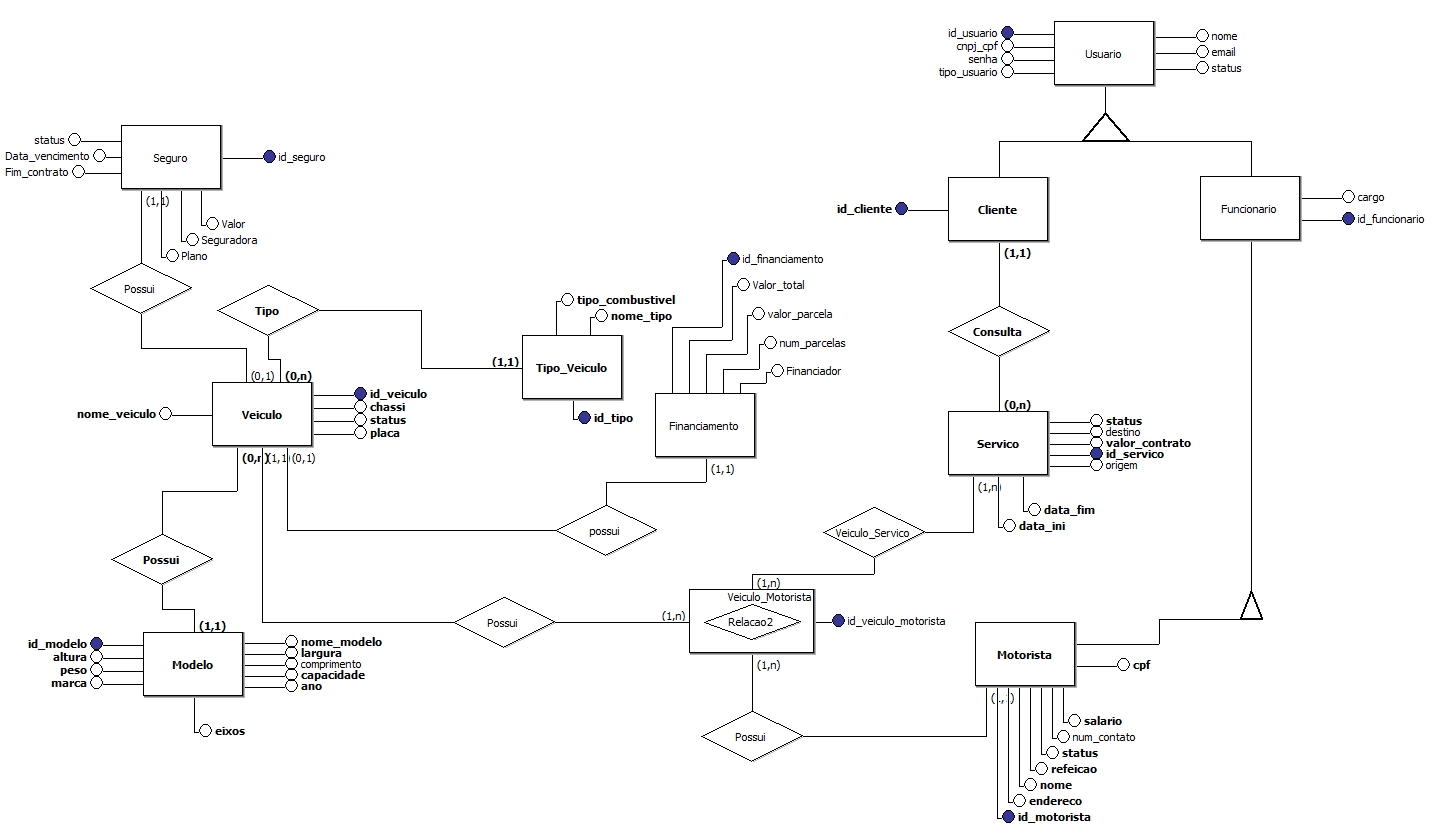 id_usuario
cnpj_cpf
senha
tipo_usuario
Usuario
nome
email
status
status
Data_vencimento
Fim_contrato
Seguro
id_seguro
(1,1)
Valor
Seguradora
Plano
Possui
id_cliente
Cliente
(1,1)
Funcionario
cargo
id_funcionario
Tipo
tipo_combustivel
nome_tipo
(1,1)
Tipo_Veiculo
id_tipo
id_financiamento
Valor_total
valor_parcela
num_parcelas
Financiador
Financiamento
(1,1)
Consulta
(0,n)
(0,1)
(0,n)
nome_veiculo
Veiculo
id_veiculo
chassi
status
placa
(0,n)
(1,1)
(0,1)
Servico
status
destino
valor_contrato
id_servico
origem
(1,n)
data_fim
data_ini
possui
Veiculo_Servico
Possui
(1,n)
Veiculo_Motorista
Relacao2
(1,n)
id_veiculo_motorista
(1,n)
Possui
(1,1)
id_modelo
altura
peso
marca
Modelo
nome_modelo
largura
comprimento
capacidade
ano
eixos
Possui
Motorista
cpf
salario
num_contato
status
refeicao
nome
endereco
id_motorista